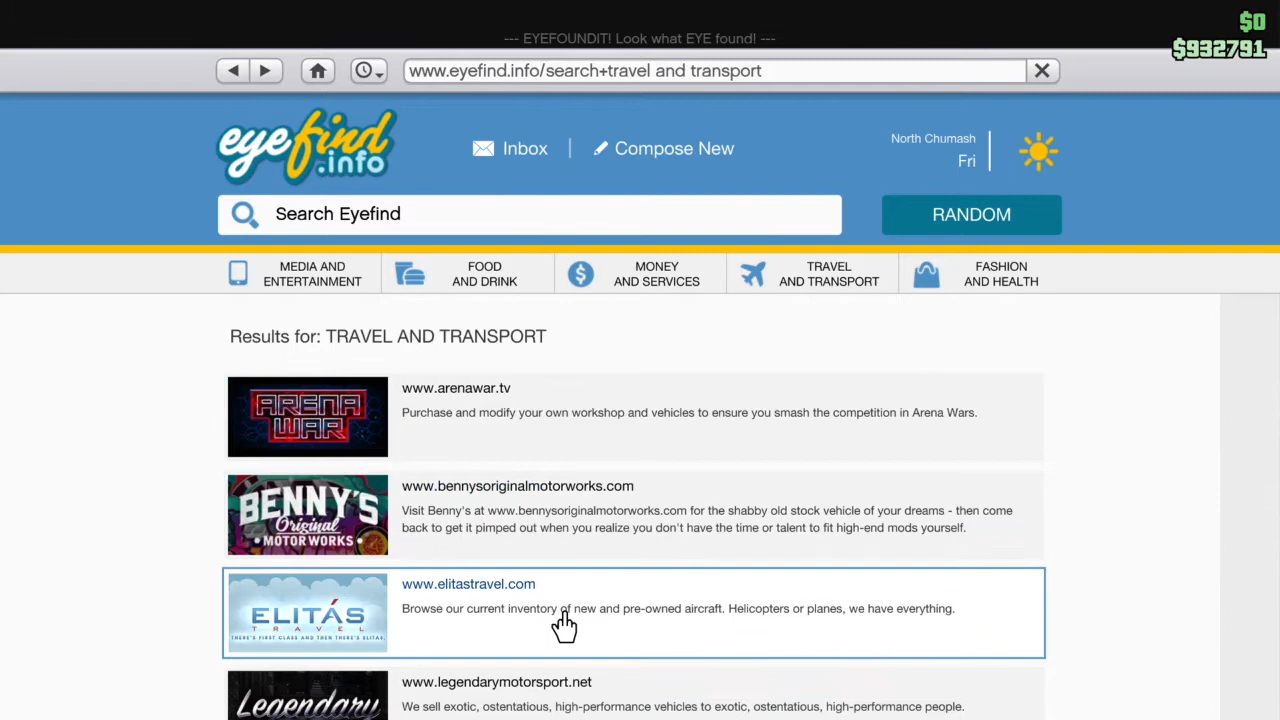 $0
$932791
--- EYEFOUNDIT! Look what EYE found! ---
www.eyefind.info/search+travel and transport
eyefind
.info
Inbox
Compose New
North Chumash
Fri
Search Eyefind
RANDOM
MEDIA AND
ENTERTAINMENT
FOOD
AND DRINK
MONEY
AND SERVICES
TRAVEL
AND TRANSPORT
FASHION
AND HEALTH
Results for: TRAVEL AND TRANSPORT
ARENA
WAR
www.arenawar.tv
Purchase and modify your own workshop and vehicles to ensure you smash the competition in Arena Wars.
BENNY'S
Original
MOTOR WORKS
www.bennysoriginalmotorworks.com
Visit Benny's at www.bennysoriginalmotorworks.com for the shabby old stock vehicle of your dreams - then come
back to get it pimped out when you realize you don't have the time or talent to fit high-end mods yourself.
ELITÁS
TRAVEL
THERE'S FIRST CLASS AND THEN THERE'S ELITAS.
www.elitastravel.com
Browse our current inventory of new and pre-owned aircraft. Helicopters or planes, we have everything.
Legendary
www.legendarymotorsport.net
We sell exotic, ostentatious, high-performance vehicles to exotic, ostentatious, high-performance people.